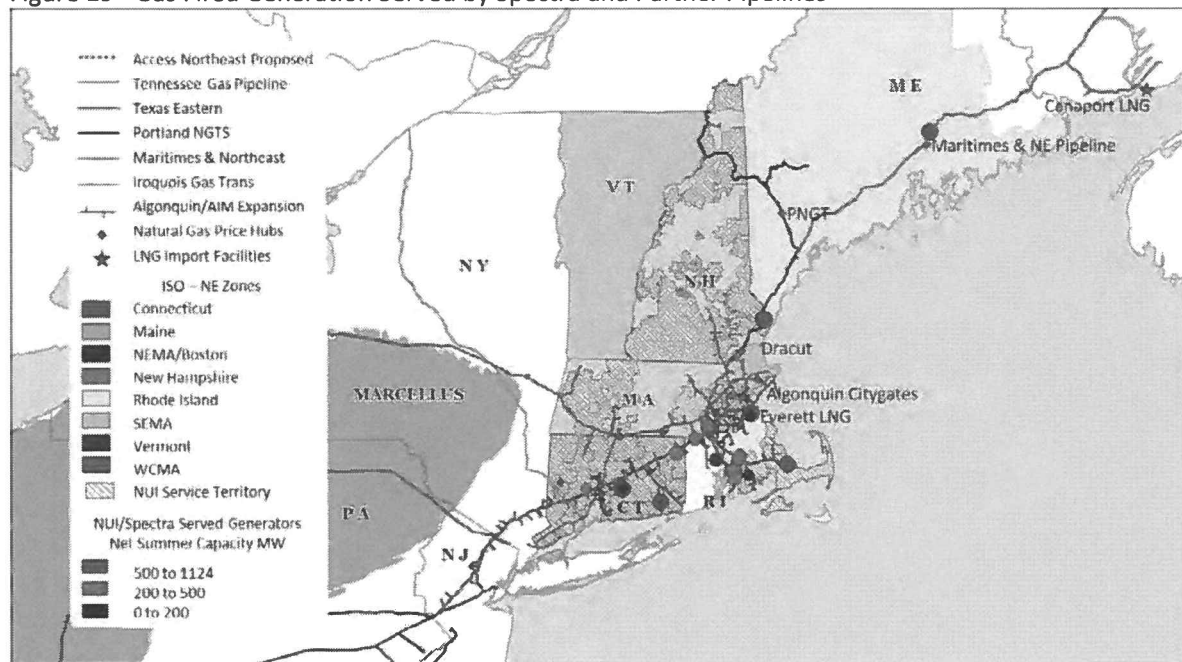 Figure 13 – Gas Fired Generation Served by Spectra and Partner Pipelines
Access Northeast Proposed
Tennessee Gas Pipeline
Texas Eastern
Portland NGTS
Maritimes & Northeast
Iroquois Gas Trans
Algonquin/AIM Expansion
Natural Gas Price Hubs
LNG Import Facilities
ISO – NE Zones
Connecticut
Maine
NEMA/Boston
New Hampshire
Rhode Island
SEMA
Vermont
WCMA
NUI Service Territory
NUI/Spectra Served Generators
Net Summer Capacity MW
500 to 1124
200 to 500
0 to 200
ME
Canaport LNG
Maritimes & NE Pipeline
VT
PNGT
NY
NH
Dracut
MARCELLUS
MA
Algonquin Citygates
Everett LNG
PA
CT
RI
NJ